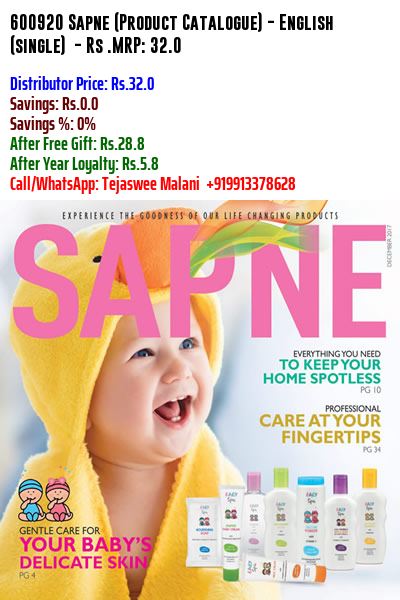 600920 Sapne (Product Catalogue) - English
(single) - Rs .MRP: 32.0
Distributor Price: Rs.32.0
Savings: Rs.0.0
Savings %: 0%
After Free Gift: Rs.28.8
After Year Loyalty: Rs.5.8
Call/WhatsApp: Tejaswee Malani +919913378628
EXPERIENCE THE GOODNESS OF OUR LIFE CHANGING PRODUCTS
SAPNE
DECEMBER 2017
EVERYTHING YOU NEED
TO KEEP YOUR
HOME SPOTLESS
PG 10
PROFESSIONAL
CARE AT YOUR
FINGERTIPS
PG 34
GENTLE CARE FOR
YOUR BABY'S
DELICATE SKIN
PG 4